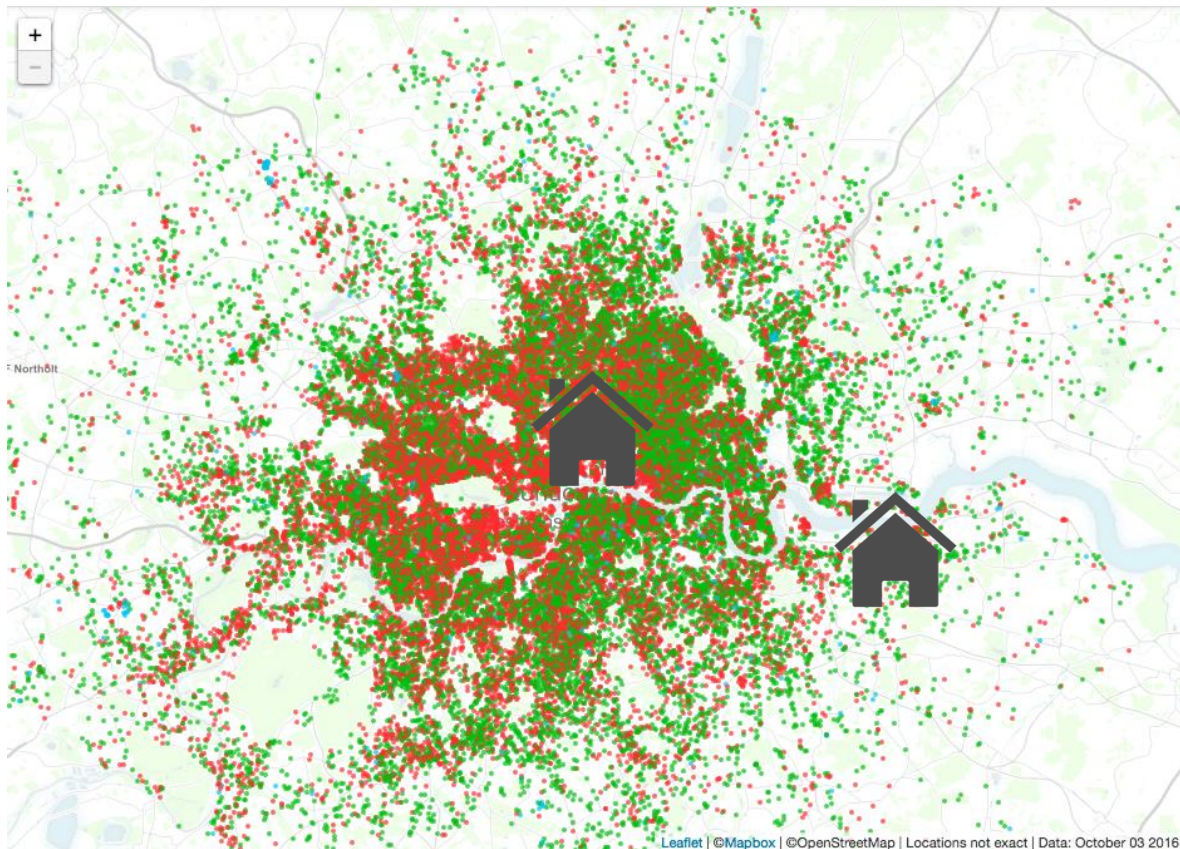 +
−
F Northolt
Leaflet | ©Mapbox | ©OpenStreetMap | Locations not exact | Data: October 03 2016